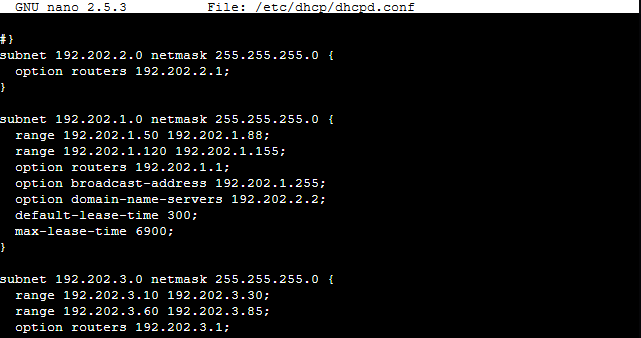 GNU nano 2.5.3 File: /etc/dhcp/dhcpd.conf
#}
subnet 192.202.2.0 netmask 255.255.255.0 {
option routers 192.202.2.1;
}
subnet 192.202.1.0 netmask 255.255.255.0 {
range 192.202.1.50 192.202.1.88;
range 192.202.1.120 192.202.1.155;
option routers 192.202.1.1;
option broadcast-address 192.202.1.255;
option domain-name-servers 192.202.2.2;
default-lease-time 300;
max-lease-time 6900;
}
subnet 192.202.3.0 netmask 255.255.255.0 {
range 192.202.3.10 192.202.3.30;
range 192.202.3.60 192.202.3.85;
option routers 192.202.3.1;